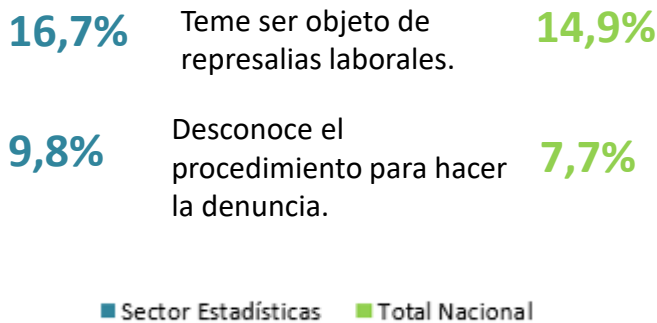 16,7%
Teme ser objeto de
represalias laborales.
14,9%
9,8%
Desconoce el
procedimiento para hacer
la denuncia.
7,7%
Sector Estadísticas
Total Nacional